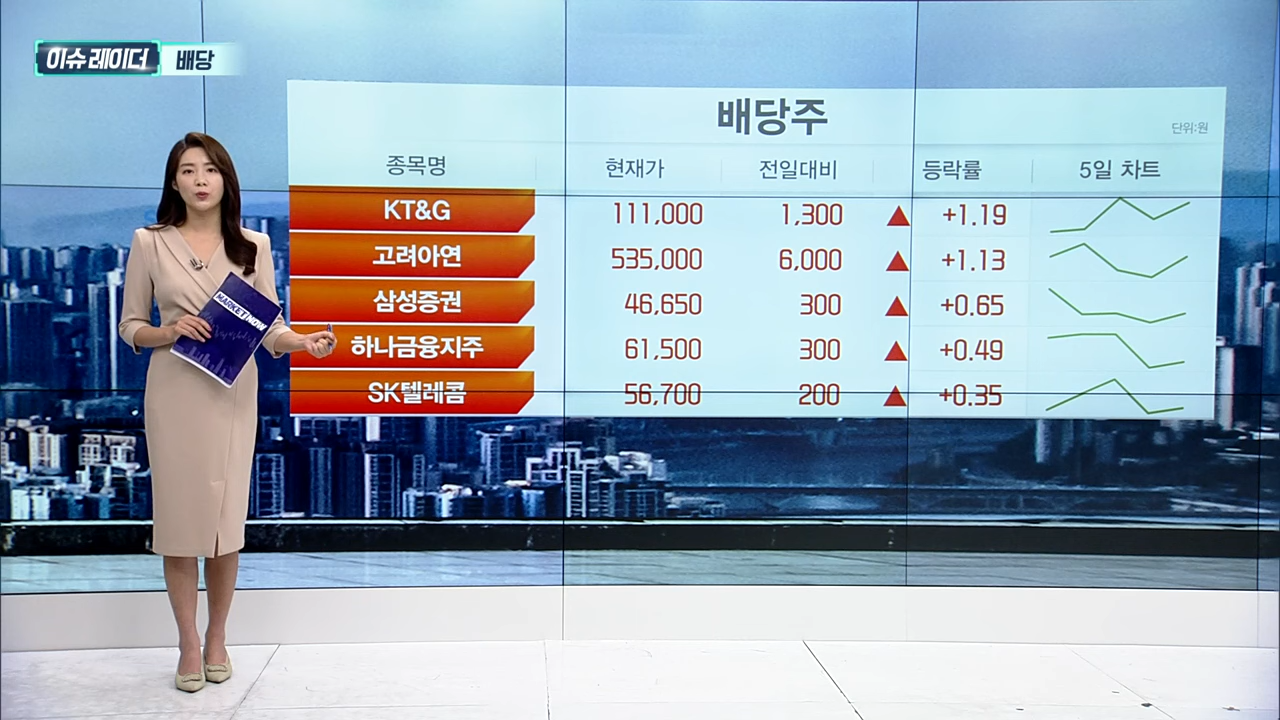 이슈 레이더 배당
배당주
단위:원
종목명 현재가 전일대비 등락률 5일 차트
KT&G 111,000 1,300 ▲ +1.19
고려아연 535,000 6,000 ▲ +1.13
삼성증권 46,650 300 ▲ +0.65
하나금융지주 61,500 300 ▲ +0.49
SK텔레콤 56,700 200 ▲ +0.35
MARKET NOW